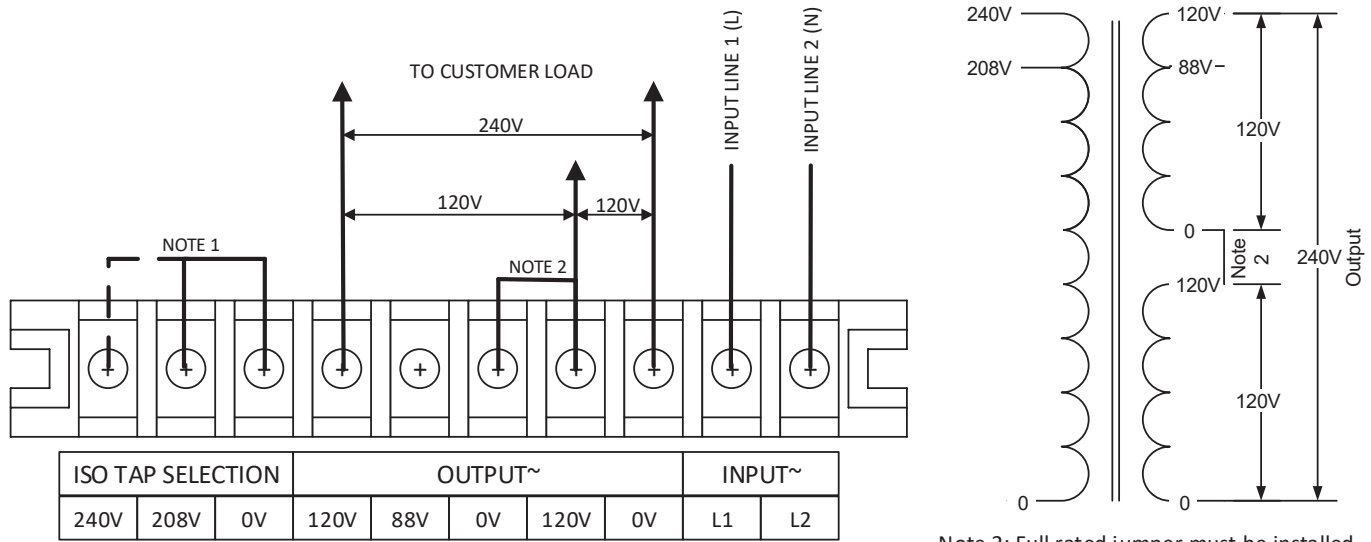 TO CUSTOMER LOAD
240V
120V
120V
NOTE 1
NOTE 2
INPUT LINE 1 (L)
INPUT LINE 2 (N)
ISO TAP SELECTION OUTPUT~ INPUT~
240V 208V 0V 120V 88V 0V 120V 0V L1 L2
240V
208V
0
120V
88V
0
120V
0
120V
Note
2
120V
240V
Output
Note 2: Full rated jumper must be installed